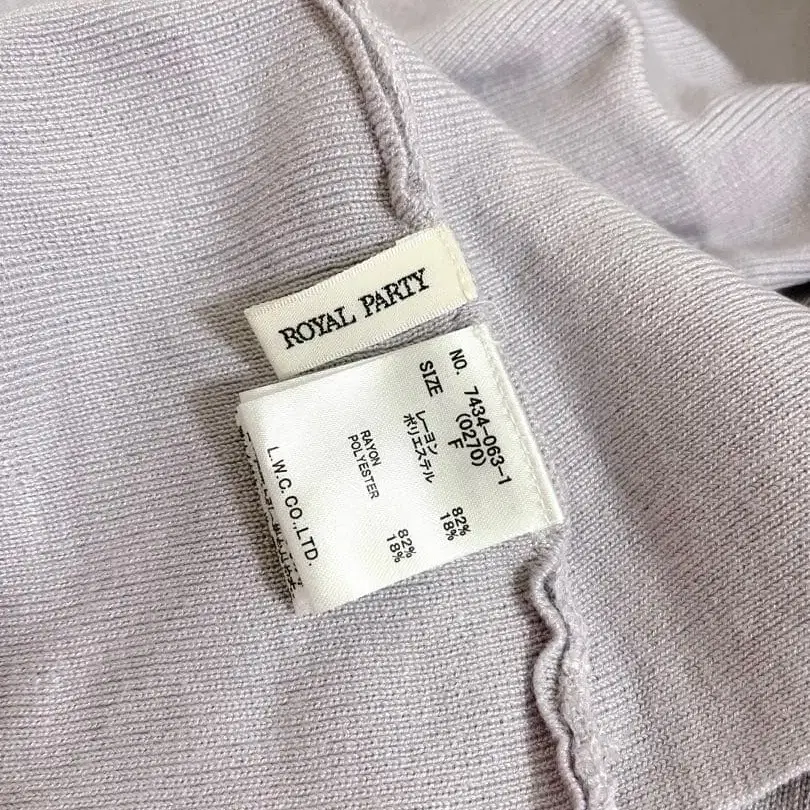 ROYAL PARTY
NO. 7434-063-1
(0270)
SIZE F
レーヨン 82%
ポリエステル 18%
RAYON 82%
POLYESTER 18%
L.W.C.CO.,LTD.